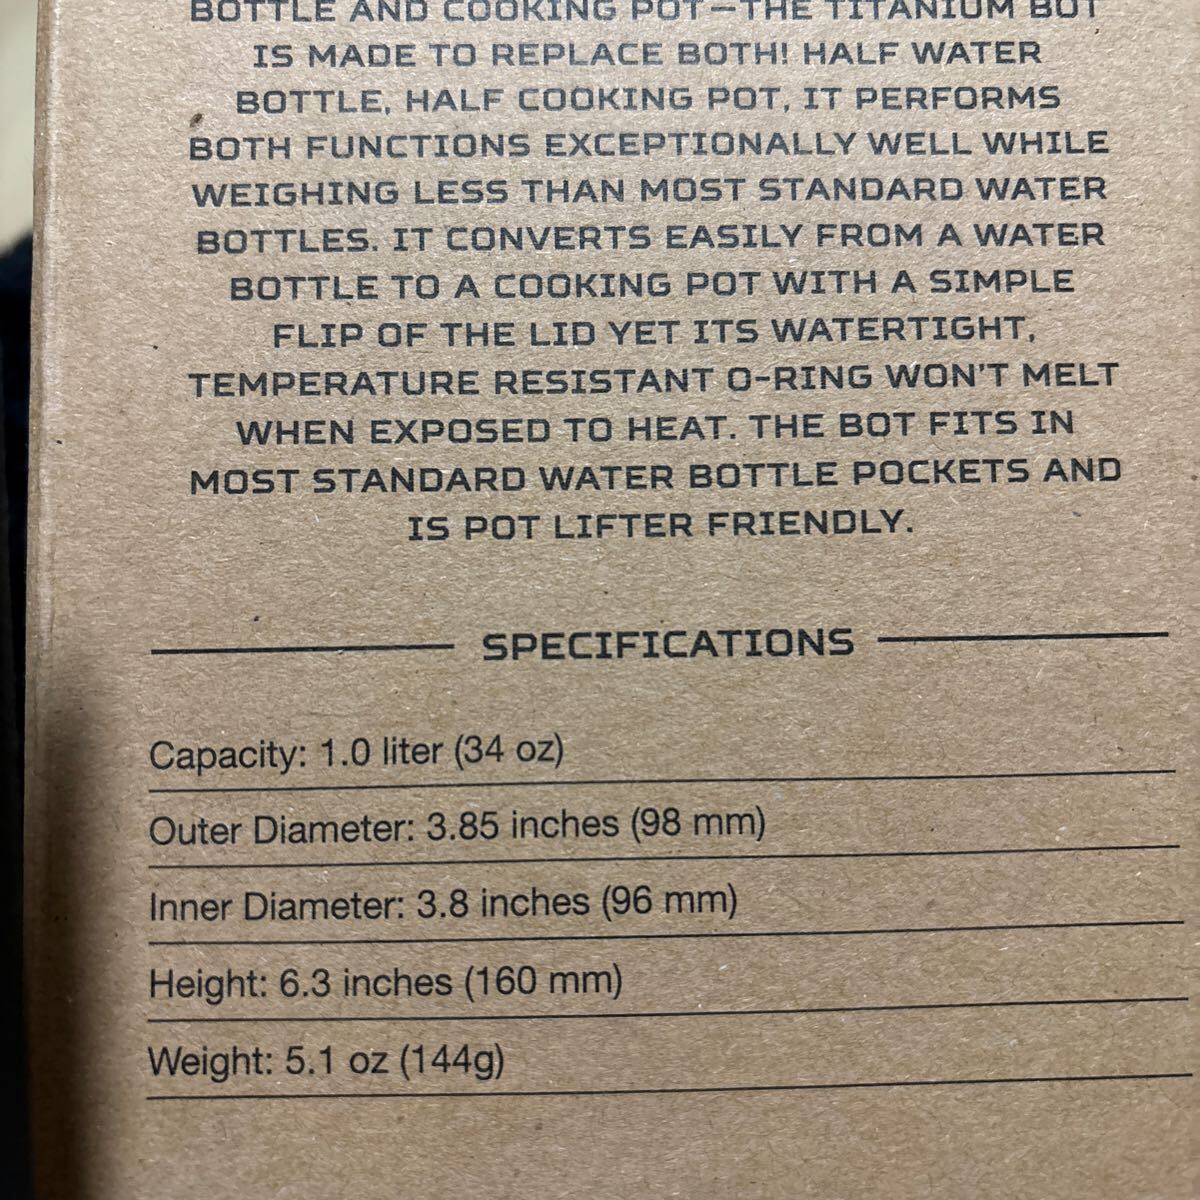 BOTTLE AND COOKING POT—THE TITANIUM BOT
IS MADE TO REPLACE BOTH! HALF WATER
BOTTLE, HALF COOKING POT, IT PERFORMS
BOTH FUNCTIONS EXCEPTIONALLY WELL WHILE
WEIGHING LESS THAN MOST STANDARD WATER
BOTTLES. IT CONVERTS EASILY FROM A WATER
BOTTLE TO A COOKING POT WITH A SIMPLE
FLIP OF THE LID YET ITS WATERTIGHT,
TEMPERATURE RESISTANT O-RING WON'T MELT
WHEN EXPOSED TO HEAT. THE BOT FITS IN
MOST STANDARD WATER BOTTLE POCKETS AND
IS POT LIFTER FRIENDLY.
SPECIFICATIONS
Capacity: 1.0 liter (34 oz)
Outer Diameter: 3.85 inches (98 mm)
Inner Diameter: 3.8 inches (96 mm)
Height: 6.3 inches (160 mm)
Weight: 5.1 oz (144g)